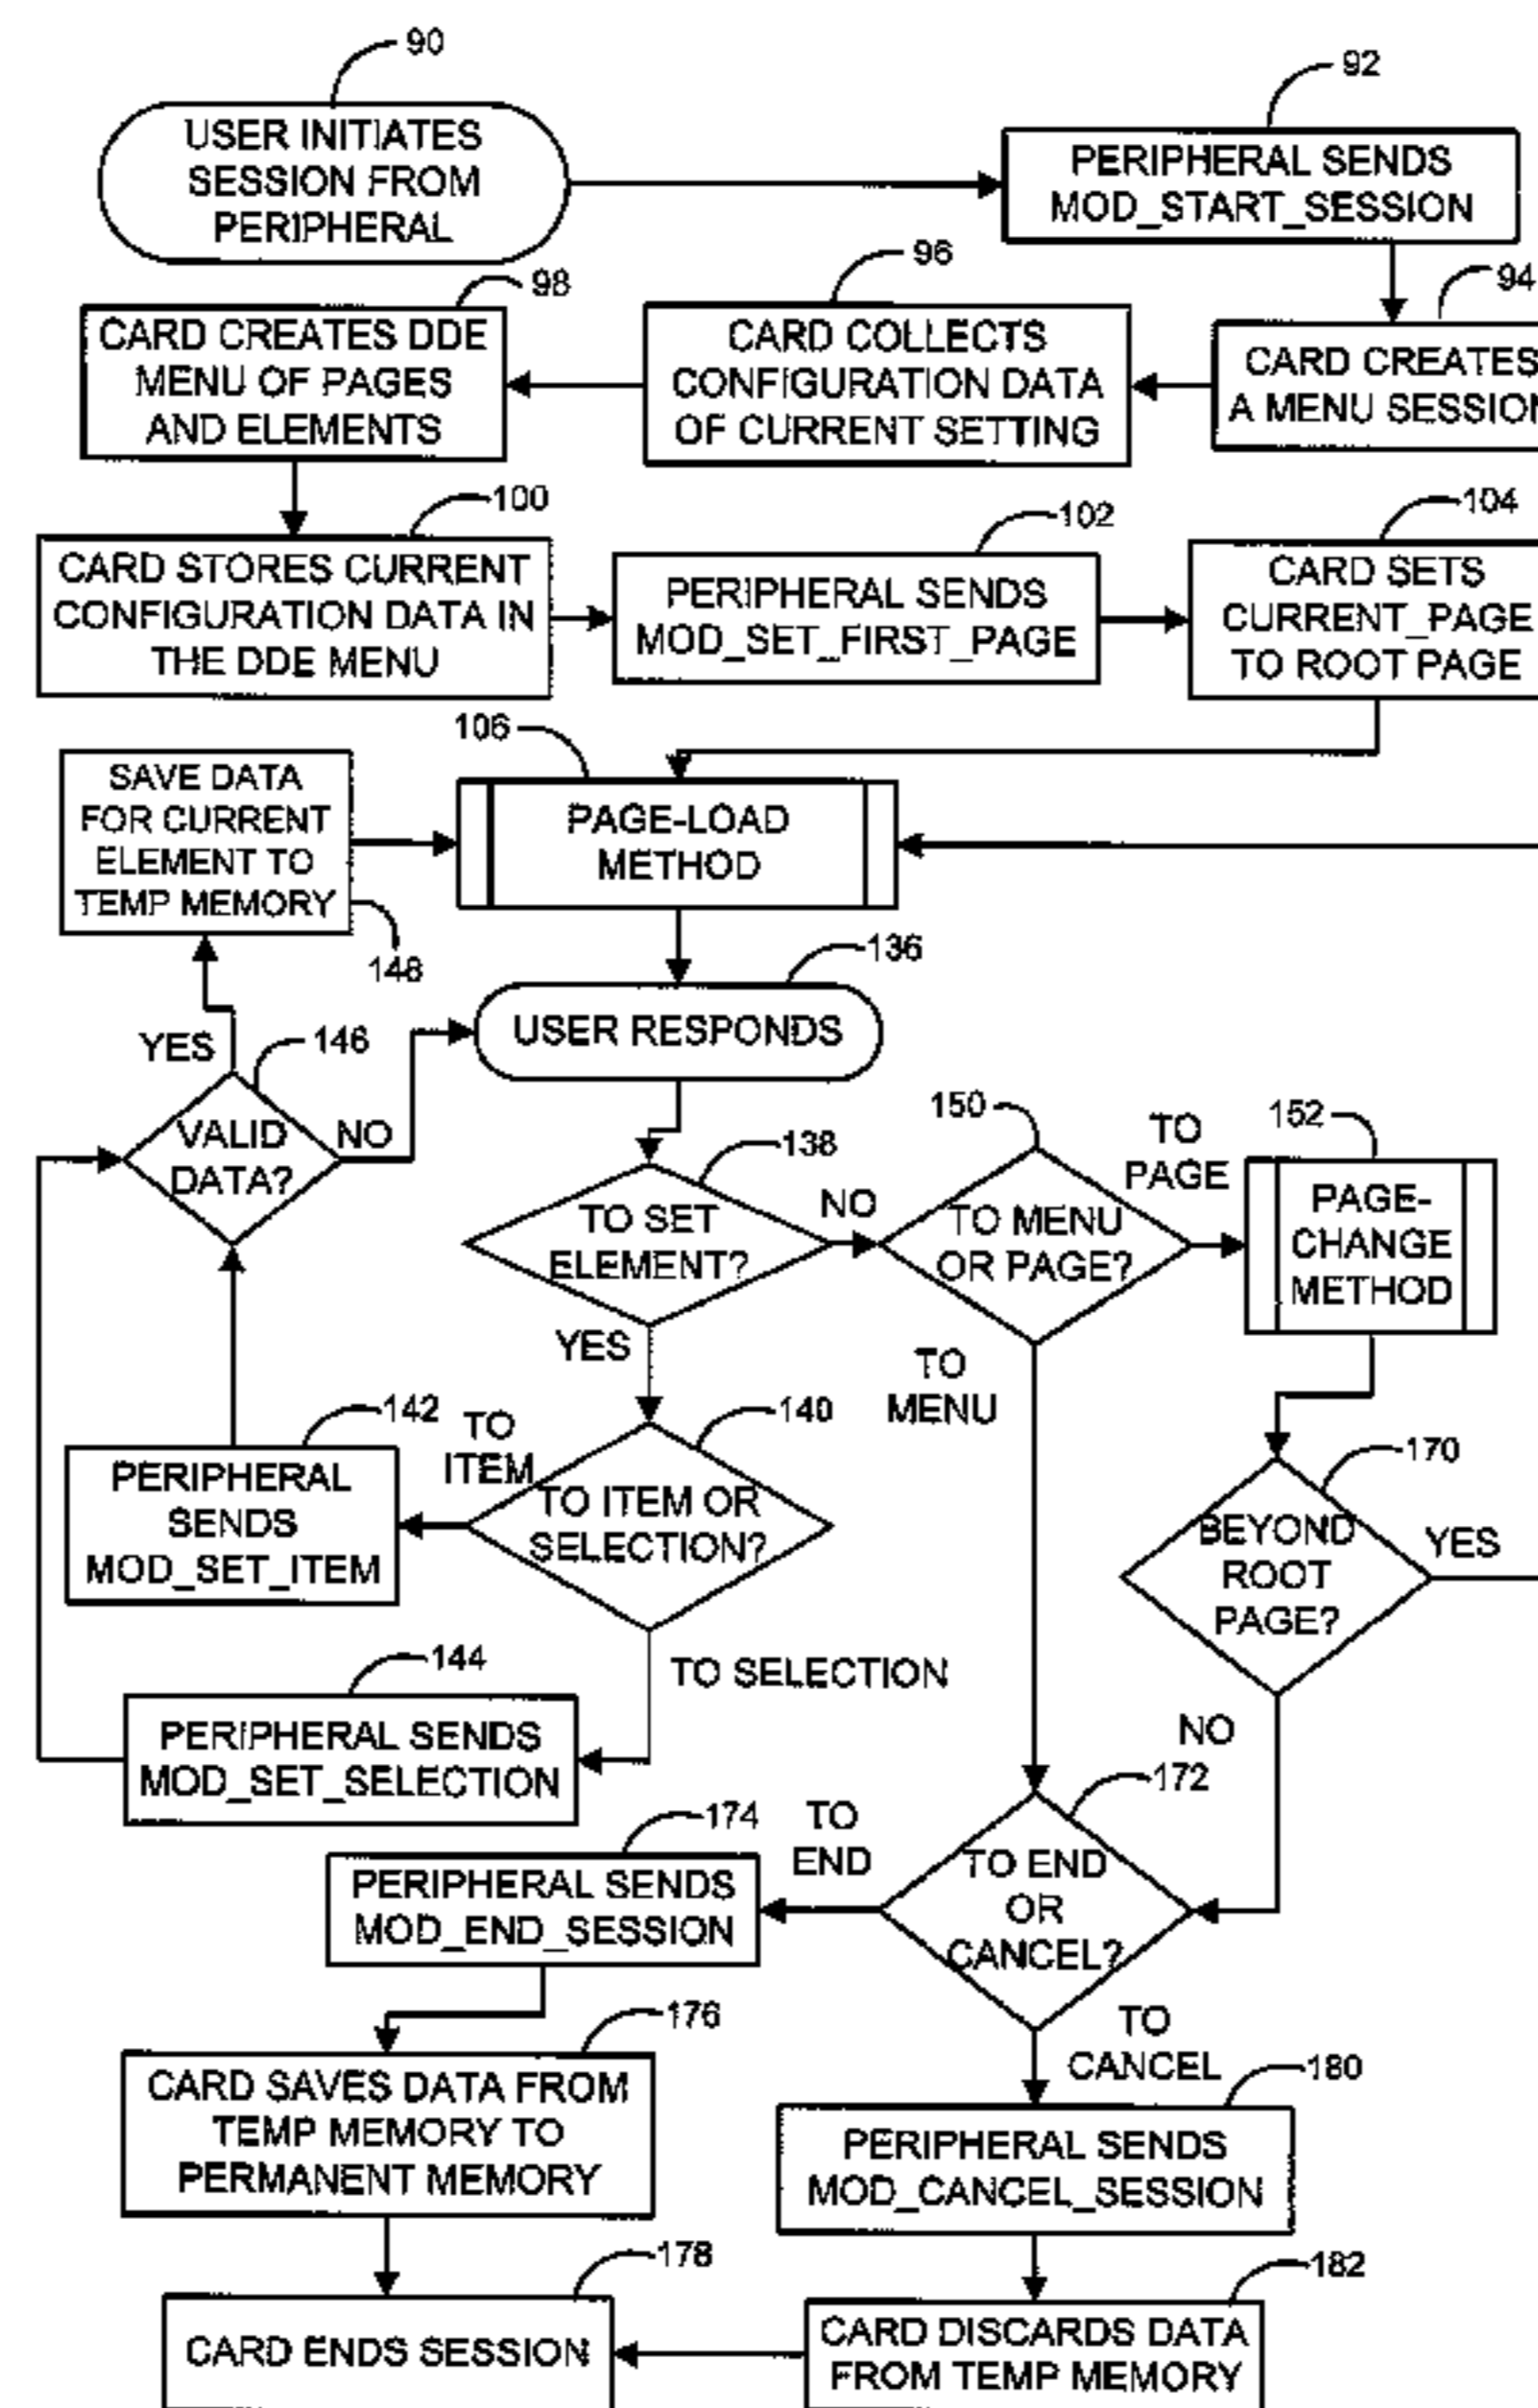 90
USER INITIATES
SESSION FROM
PERIPHERAL
92
PERIPHERAL SENDS
MOD_START_SESSION
94
CARD CREATES
A MENU SESSION
96
CARD COLLECTS
CONFIGURATION DATA
OF CURRENT SETTING
98
CARD CREATES DDE
MENU OF PAGES
AND ELEMENTS
100
CARD STORES CURRENT
CONFIGURATION DATA IN
THE DDE MENU
102
PERIPHERAL SENDS
MOD_SET_FIRST_PAGE
104
CARD SETS
CURRENT_PAGE
TO ROOT PAGE
106
PAGE-LOAD
METHOD
SAVE DATA
FOR CURRENT
ELEMENT TO
TEMP MEMORY
148
136
USER RESPONDS
YES
146
VALID
DATA?
NO
138
TO SET
ELEMENT?
NO
YES
150
TO MENU
OR PAGE?
TO
PAGE
TO
MENU
152
PAGE-
CHANGE
METHOD
140
TO ITEM OR
SELECTION?
TO
ITEM
142
PERIPHERAL
SENDS
MOD_SET_ITEM
TO SELECTION
144
PERIPHERAL SENDS
MOD_SET_SELECTION
170
BEYOND
ROOT
PAGE?
YES
NO
172
TO END
OR
CANCEL?
TO
END
174
PERIPHERAL SENDS
MOD_END_SESSION
176
CARD SAVES DATA FROM
TEMP MEMORY TO
PERMANENT MEMORY
TO
CANCEL
180
PERIPHERAL SENDS
MOD_CANCEL_SESSION
178
CARD ENDS SESSION
182
CARD DISCARDS DATA
FROM TEMP MEMORY